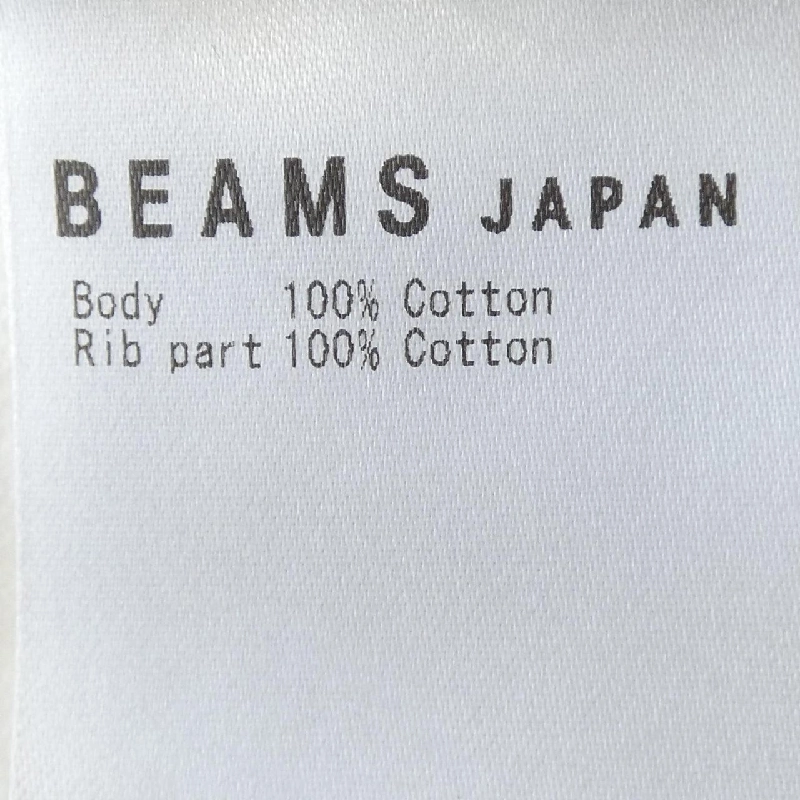 BEAMS JAPAN
Body 100% Cotton
Rib part 100% Cotton